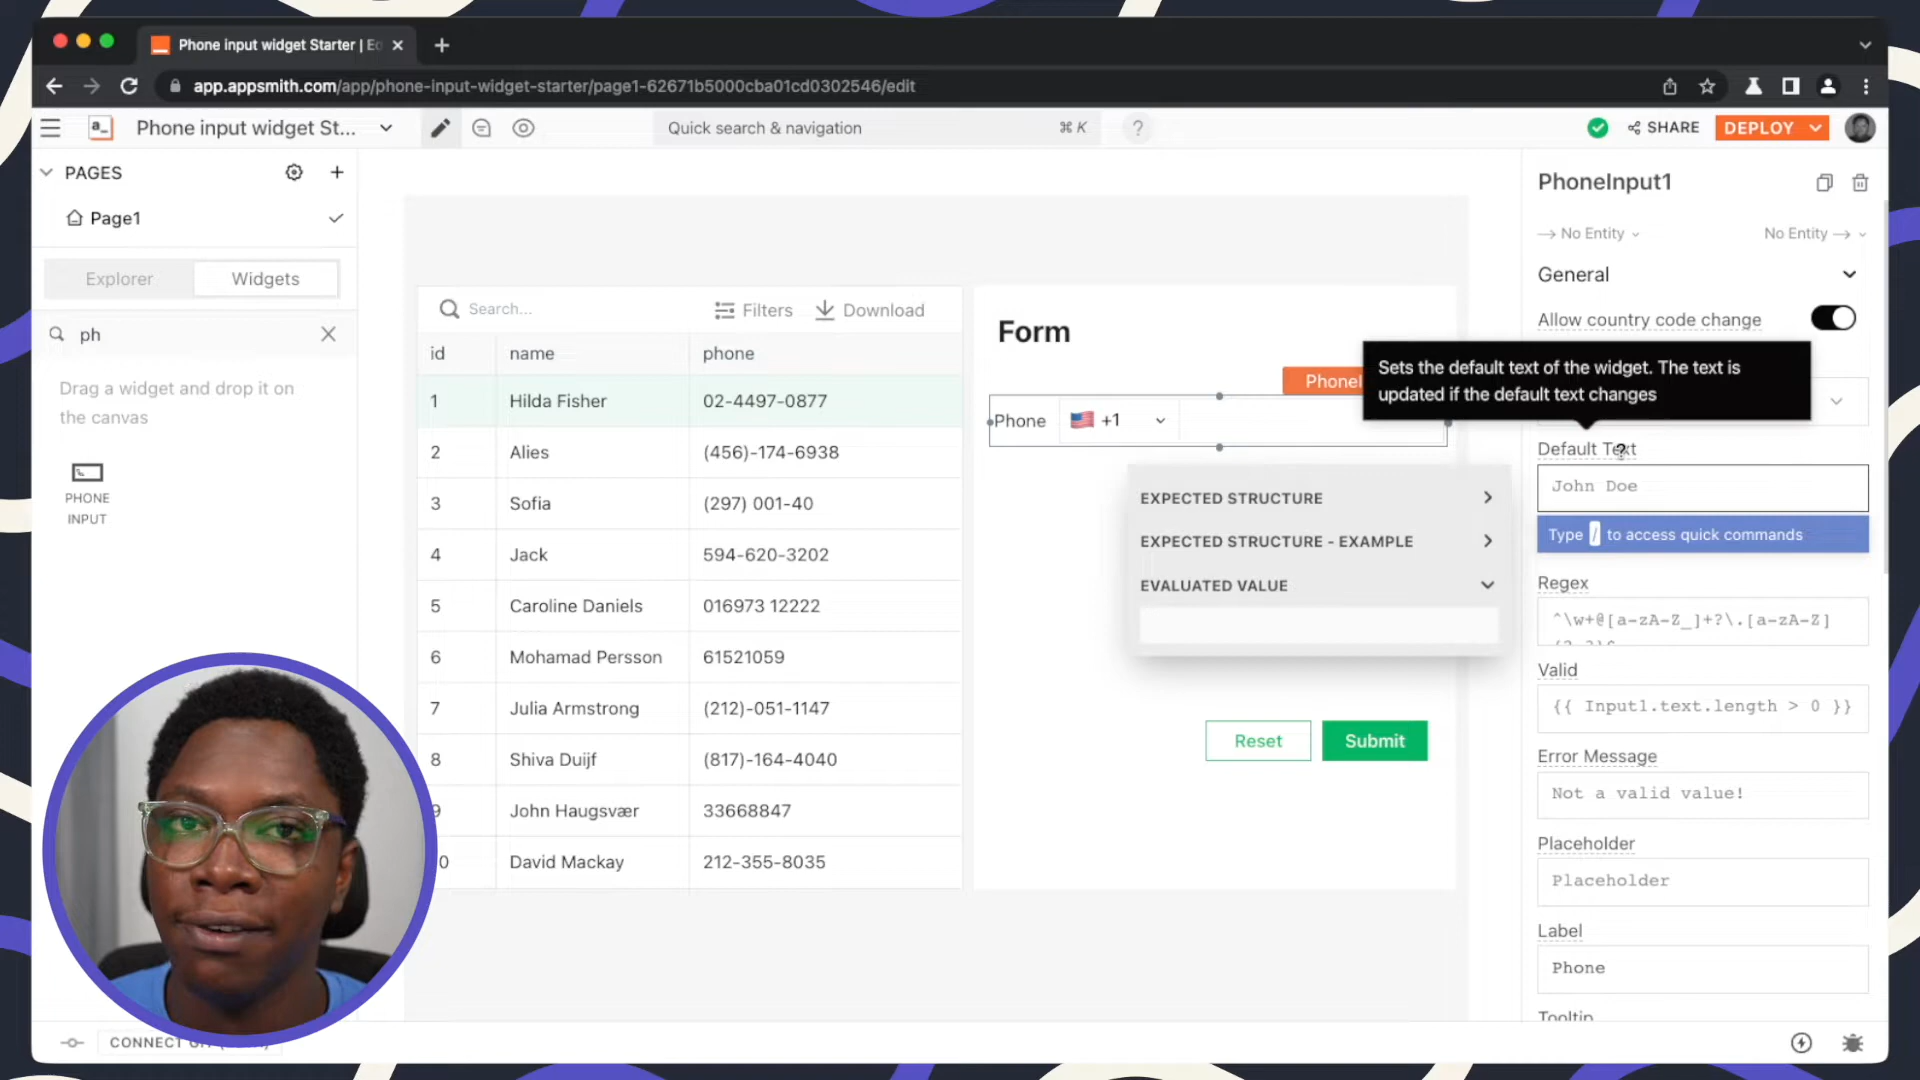 Phone input widget Starter | Ed
app.appsmith.com/app/phone-input-widget-starter/page1-62671b5000cba01cd0302546/edit
a_
Phone input widget St...
Quick search & navigation
⌘ K
?
SHARE
DEPLOY
PAGES
Page1
Explorer
Widgets
ph
Drag a widget and drop it on
the canvas
PHONE
INPUT
CONNECT
Search...
Filters
Download
id name phone
1 Hilda Fisher 02-4497-0877
2 Alies (456)-174-6938
3 Sofia (297) 001-40
4 Jack 594-620-3202
5 Caroline Daniels 016973 12222
6 Mohamad Persson 61521059
7 Julia Armstrong (212)-051-1147
8 Shiva Duijf (817)-164-4040
9 John Haugsvær 33668847
0 David Mackay 212-355-8035
Form
PhoneI
Phone
+1
EXPECTED STRUCTURE
EXPECTED STRUCTURE - EXAMPLE
EVALUATED VALUE
Reset
Submit
PhoneInput1
No Entity
No Entity
General
Allow country code change
Sets the default text of the widget. The text is
updated if the default text changes
Default Text
John Doe
Type / to access quick commands
Regex
^\w+@[a-zA-Z_]+?\.[a-zA-Z]
{2,3}$
Valid
{{ Input1.text.length > 0 }}
Error Message
Not a valid value!
Placeholder
Placeholder
Label
Phone
Tooltip